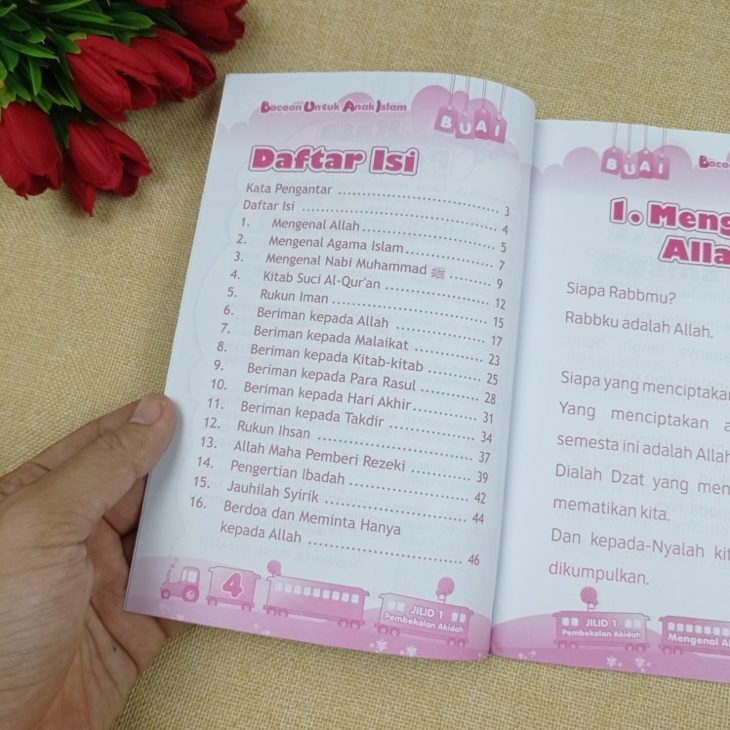 Bacaan Untuk Anak Islam
BUAI
Daftar Isi
Kata Pengantar ........................................ 3
Daftar Isi ........................................ 4
1. Mengenal Allah ........................................ 5
2. Mengenal Agama Islam ........................................ 7
3. Mengenal Nabi Muhammad ﷺ ......... 9
4. Kitab Suci Al-Qur'an ........................................ 12
5. Rukun Iman ........................................ 15
6. Beriman kepada Allah ........................................ 17
7. Beriman kepada Malaikat ................ 23
8. Beriman kepada Kitab-kitab ............. 25
9. Beriman kepada Para Rasul ............... 28
10. Beriman kepada Hari Akhir ................ 31
11. Beriman kepada Takdir .................... 34
12. Rukun Ihsan ........................................ 37
13. Allah Maha Pemberi Rezeki ............... 39
14. Pengertian Ibadah ........................... 42
15. Jauhilah Syirik ................................. 44
16. Berdoa dan Meminta Hanya
kepada Allah ................................. 46
4
JILID 1
Pembekalan Akidah
BUAI
Baca
1. Meng
Alla
Siapa Rabbmu?
Rabbku adalah Allah.
Siapa yang menciptakan
Yang menciptakan a
semesta ini adalah Allah
Dialah Dzat yang men
mematikan kita.
Dan kepada-Nyalah kit
dikumpulkan.
JILID 1
Pembekalan Akidah
Mengenal Al